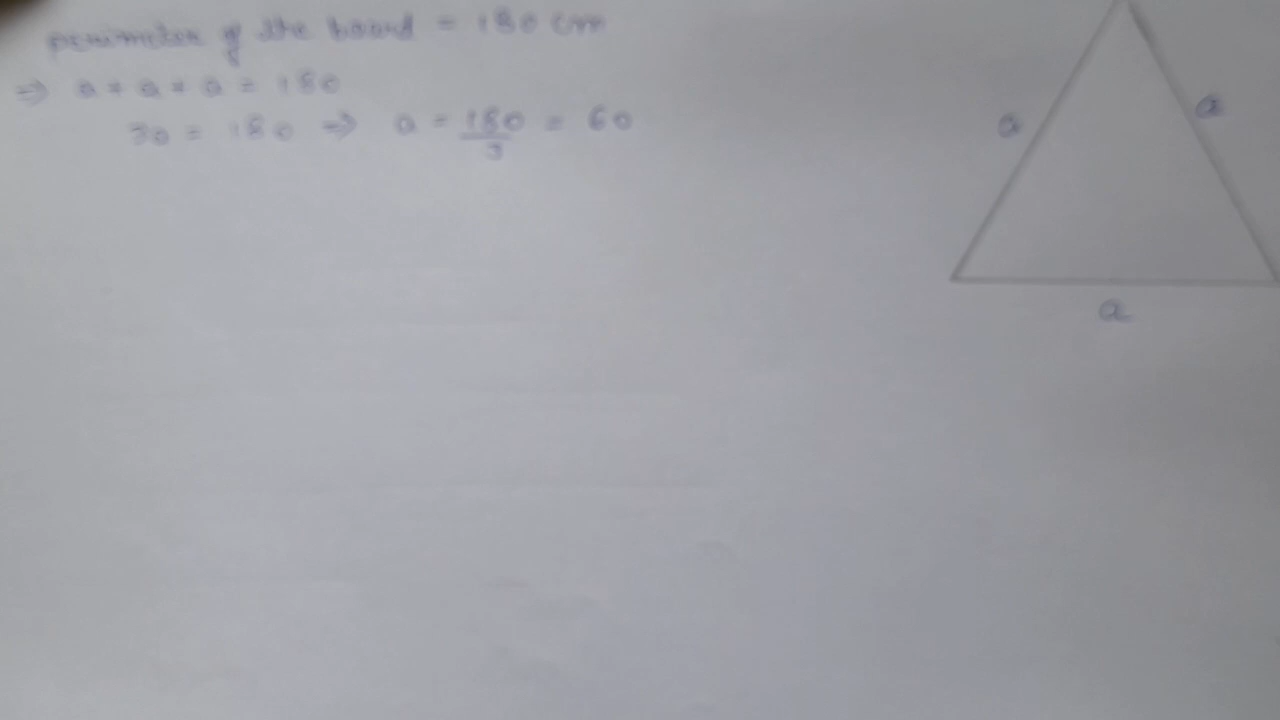 perimeter of the board = 180 cm
⇒ a + a + a = 180
3a = 180 ⇒ a = 180/3 = 60
a
a
a